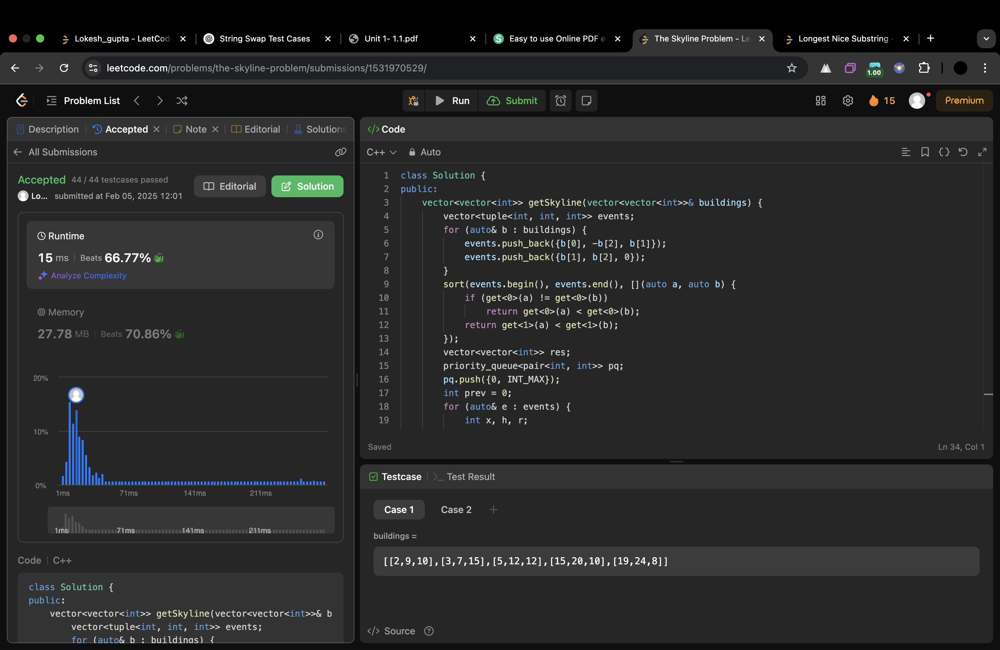 Lokesh_gupta - LeetCod
String Swap Test Cases
Unit 1- 1.1.pdf
Easy to use Online PDF e
The Skyline Problem - Le
Longest Nice Substring -
leetcode.com/problems/the-skyline-problem/submissions/1531970529/
1.00
Problem List
Run
Submit
15
Premium
Description
Accepted
Note
Editorial
Solutions
All Submissions
Accepted 44 / 44 testcases passed
Lo... submitted at Feb 05, 2025 12:01
Editorial
Solution
Runtime
15 ms Beats 66.77%
Analyze Complexity
Memory
27.78 MB Beats 70.86%
20%
10%
0%
1ms 71ms 141ms 211ms
1ms 71ms 141ms 211ms
Code C++
class Solution {
public:
vector<vector<int>> getSkyline(vector<vector<int>>& b
vector<tuple<int, int, int>> events;
for (auto& b : buildings) {
</> Code
C++ Auto
1 class Solution {
2 public:
3 vector<vector<int>> getSkyline(vector<vector<int>>& buildings) {
4 vector<tuple<int, int, int>> events;
5 for (auto& b : buildings) {
6 events.push_back({b[0], -b[2], b[1]});
7 events.push_back({b[1], b[2], 0});
8 }
9 sort(events.begin(), events.end(), [](auto a, auto b) {
10 if (get<0>(a) != get<0>(b))
11 return get<0>(a) < get<0>(b);
12 return get<1>(a) < get<1>(b);
13 });
14 vector<vector<int>> res;
15 priority_queue<pair<int, int>> pq;
16 pq.push({0, INT_MAX});
17 int prev = 0;
18 for (auto& e : events) {
19 int x, h, r;
Saved
Ln 34, Col 1
Testcase
Test Result
Case 1
Case 2
buildings =
[[2,9,10],[3,7,15],[5,12,12],[15,20,10],[19,24,8]]
</> Source